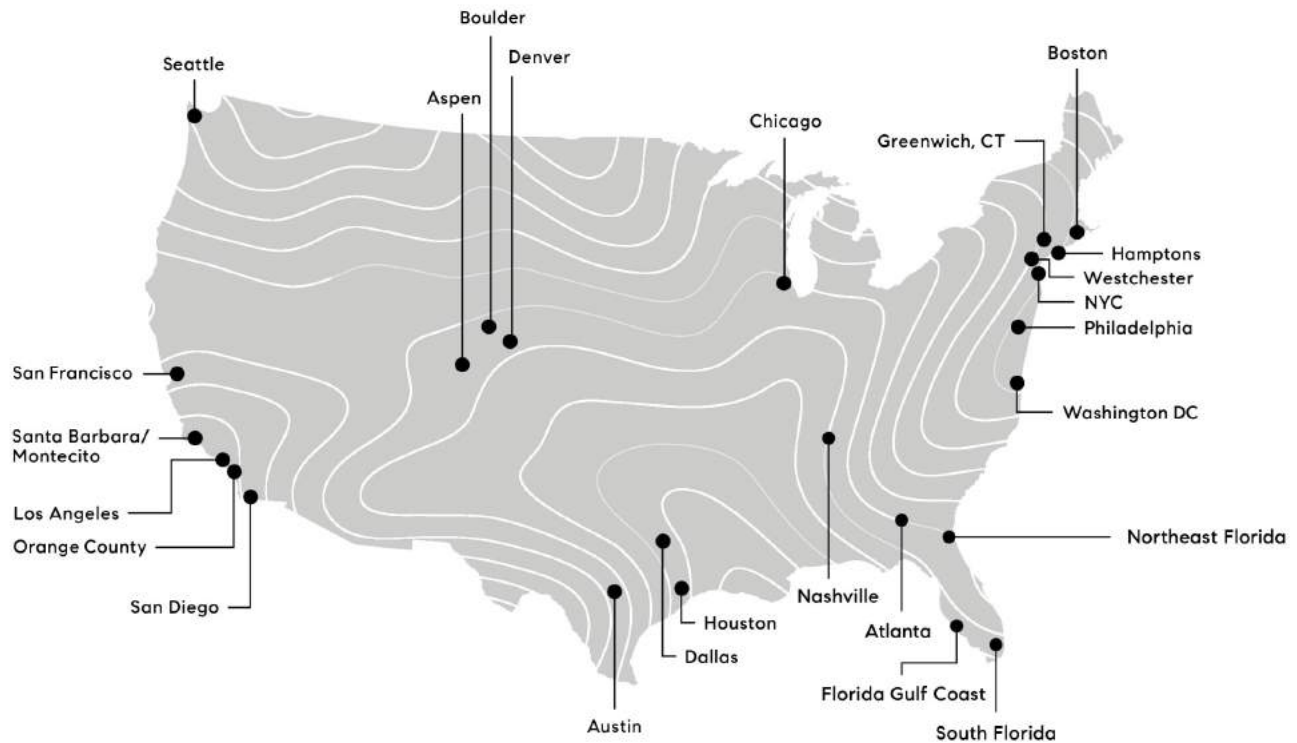 Boulder
Denver
Seattle
Aspen
Boston
Chicago
Greenwich, CT
Hamptons
Westchester
NYC
Philadelphia
San Francisco
Washington DC
Santa Barbara/
Montecito
Los Angeles
Orange County
Northeast Florida
San Diego
Nashville
Houston
Atlanta
Dallas
Florida Gulf Coast
Austin
South Florida